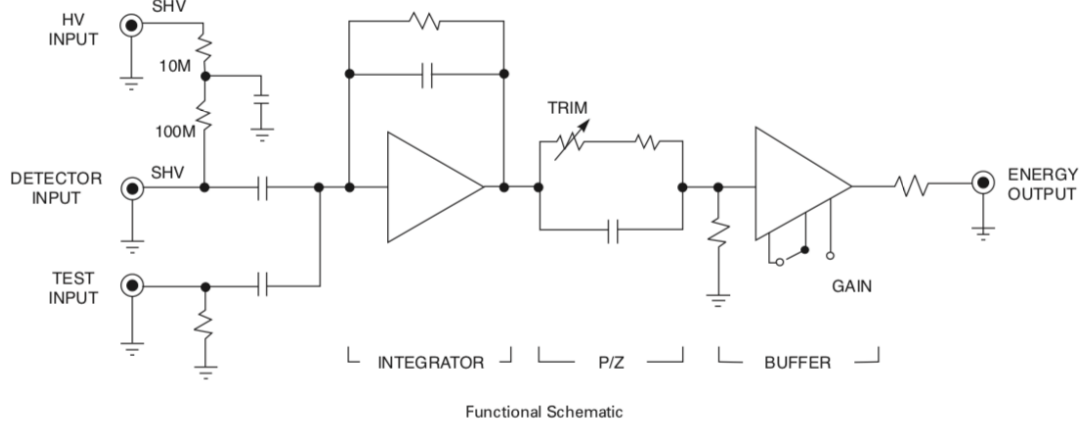 SHV
HV
INPUT
10M
100M
TRIM
DETECTOR
INPUT
SHV
ENERGY
OUTPUT
TEST
INPUT
GAIN
INTEGRATOR
P/Z
BUFFER
Functional Schematic